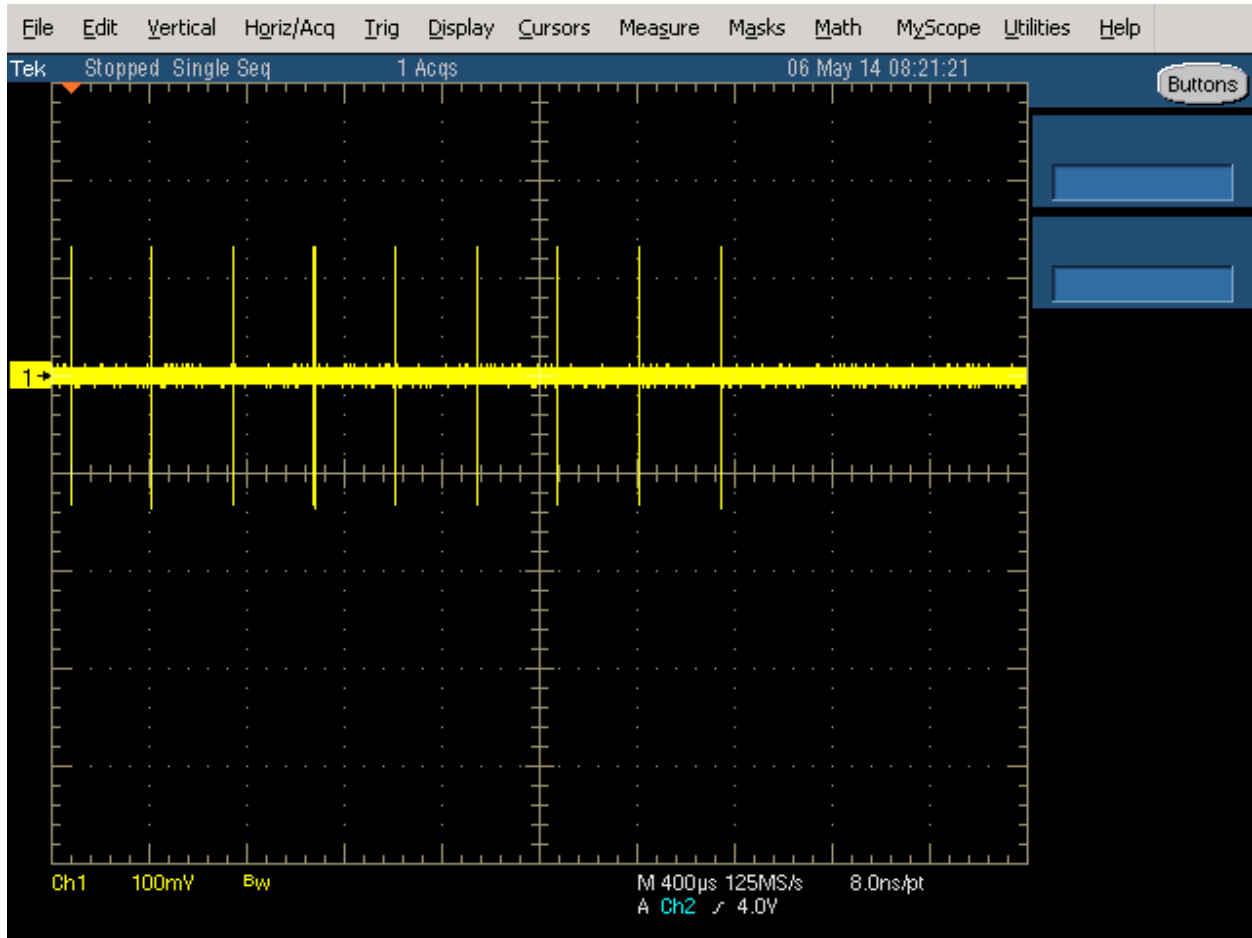 File Edit Vertical Horiz/Acq Trig Display Cursors Measure Masks Math MyScope Utilities Help
Tek Stopped Single Seq 1 Acqs 06 May 14 08:21:21 Buttons
1
Ch1 100mV BW M 400µs 125MS/s 8.0ns/pt
A Ch2 4.0V